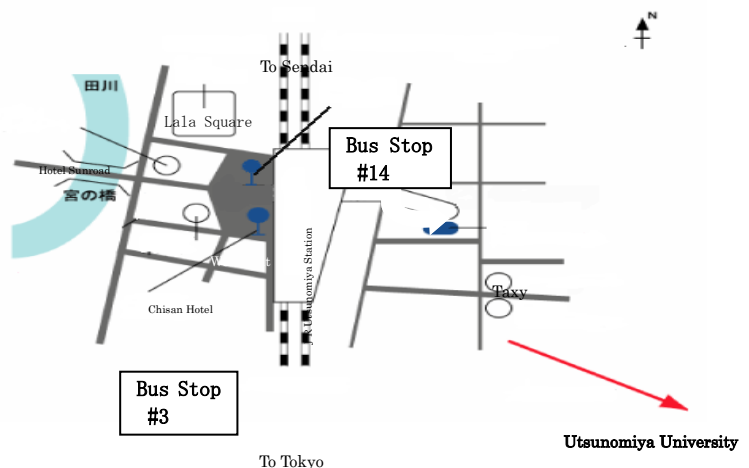 N
To Sendai
田川
Lala Square
Bus Stop
#14
Hotel Sunroad
宮の橋
J R Utsunomiya Station
Taxy
Chisan Hotel
Bus Stop
#3
Utsunomiya University
To Tokyo